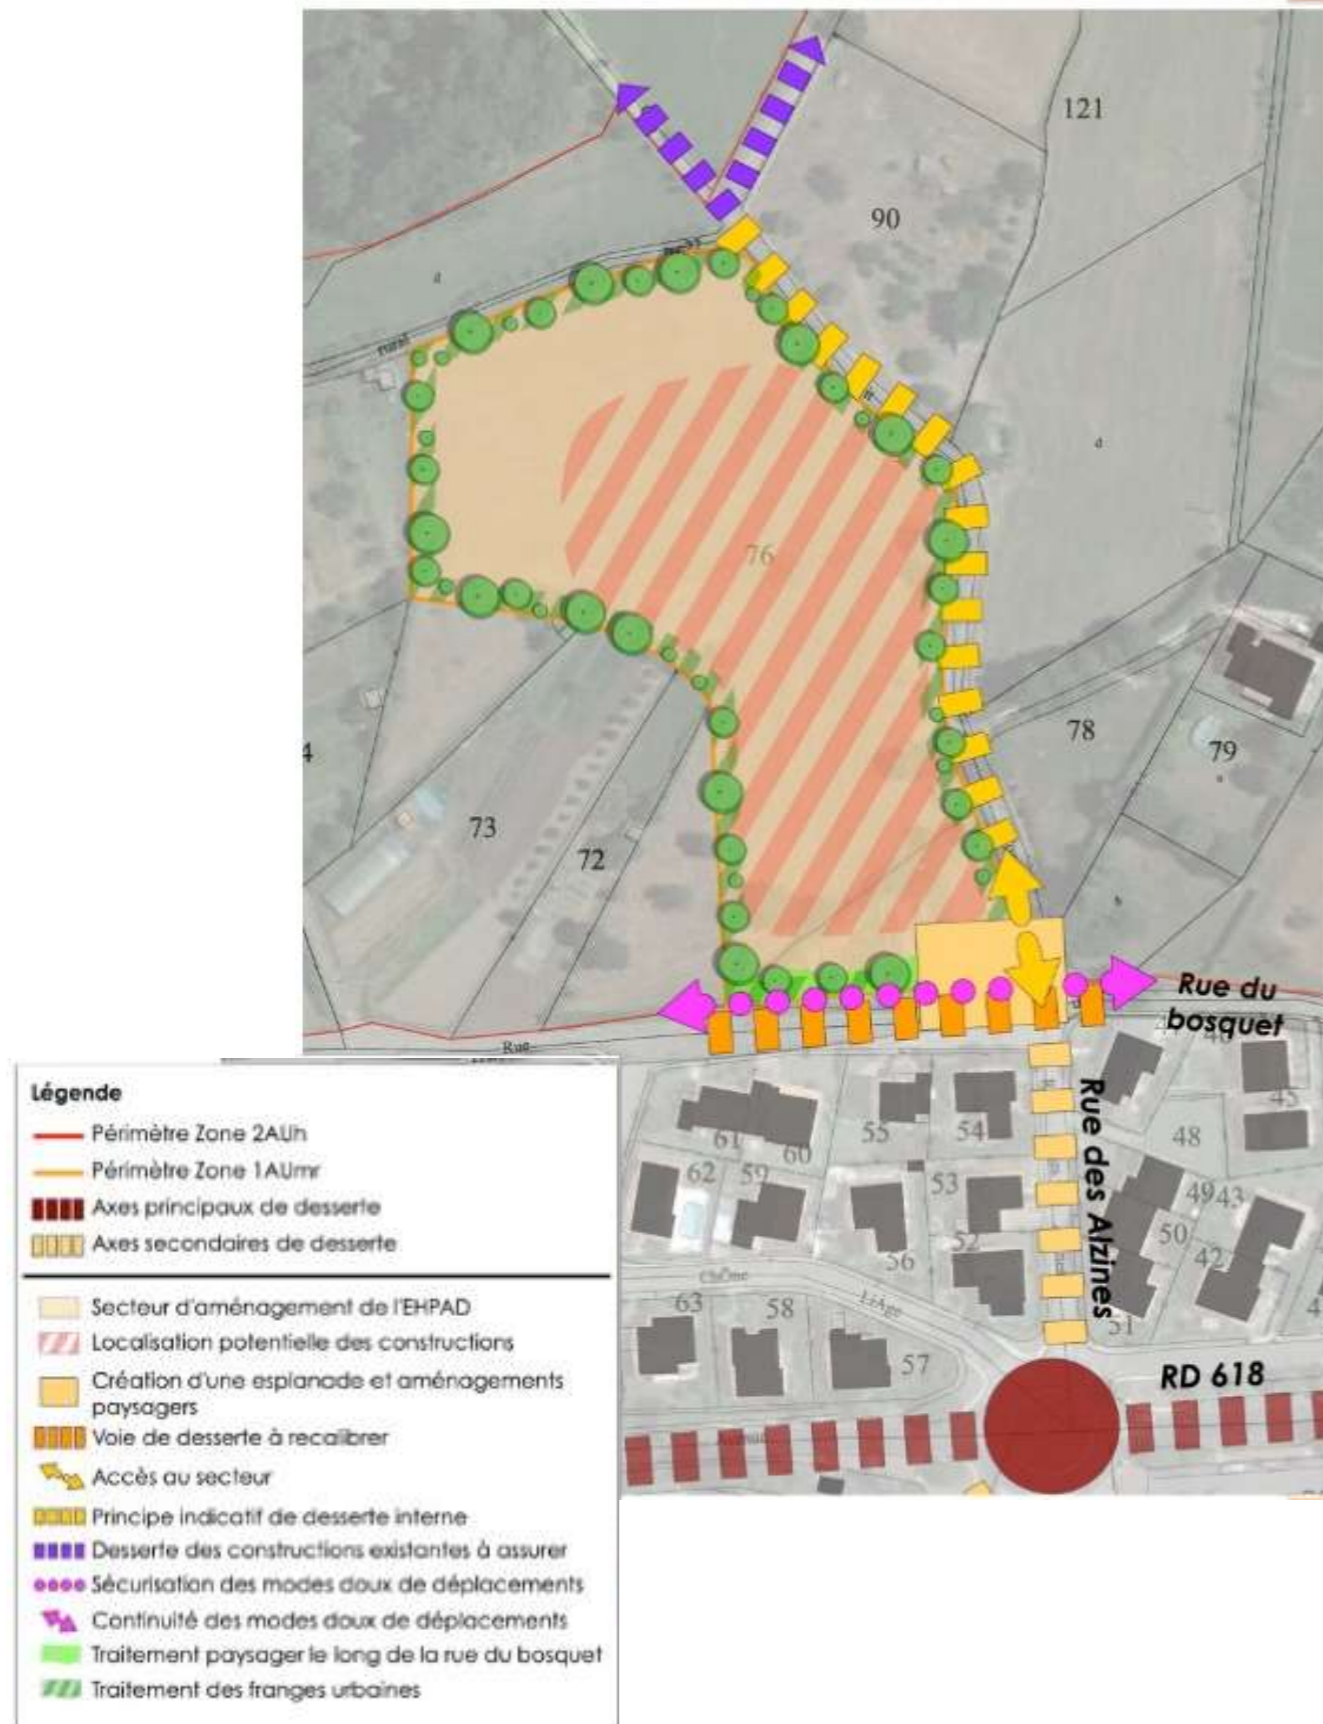 121
90
rural
76
4
78
79
73
72
Rue du
bosquet
Rue
Rue des Alzines
46
45
61
60
55
54
48
62
59
53
49
43
50
56
52
42
63
58
51
57
RD 618
Légende
Périmètre Zone 2AUh
Périmètre Zone 1AUmr
Axes principaux de desserte
Axes secondaires de desserte
Secteur d'aménagement de l'EHPAD
Localisation potentielle des constructions
Création d'une esplanade et aménagements
paysagers
Voie de desserte à recalibrer
Accès au secteur
Principe indicatif de desserte interne
Desserte des constructions existantes à assurer
Sécurisation des modes doux de déplacements
Continuité des modes doux de déplacements
Traitement paysager le long de la rue du bosquet
Traitement des franges urbaines